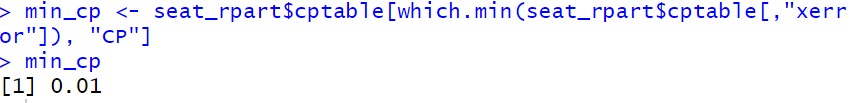 > min_cp <- seat_rpart$cptable[which.min(seat_rpart$cptable[,"xerr
or"]), "CP"]
> min_cp
[1] 0.01